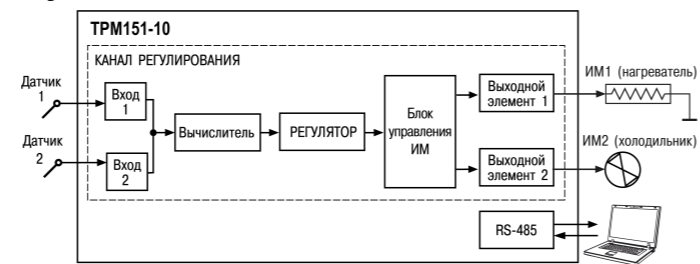 ТРМ151-10
КАНАЛ РЕГУЛИРОВАНИЯ
Датчик
1
Вход
1
Датчик
2
Вход
2
Вычислитель
РЕГУЛЯТОР
Блок
управления
ИМ
Выходной
элемент 1
Выходной
элемент 2
ИМ1 (нагреватель)
ИМ2 (холодильник)
RS-485